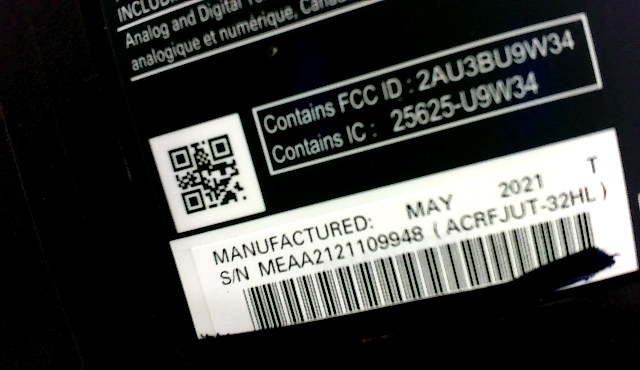 INCLUD
Analog and Digital
analogique et numérique, Cana
Contains FCC ID : 2AU3BU9W34
Contains IC : 25625-U9W34
MANUFACTURED: MAY 2021 T
S/N MEAA2121109948 ( ACRFJUT-32HL )